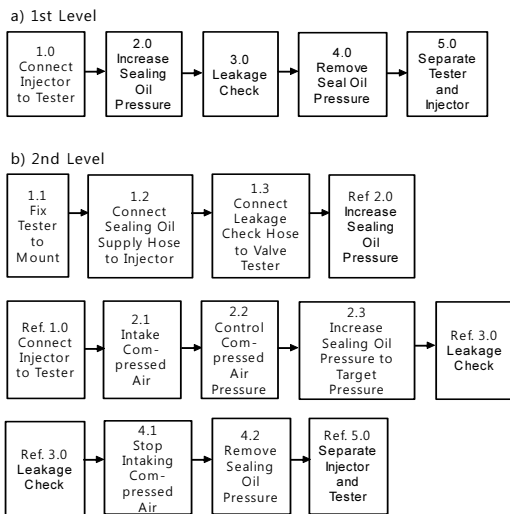 a) 1st Level
1.0
Connect
Injector
to Tester
2.0
Increase
Sealing
Oil
Pressure
3.0
Leakage
Check
4.0
Remove
Seal Oil
Pressure
5.0
Separate
Tester
and
Injector
b) 2nd Level
1.1
Fix
Tester
to
Mount
1.2
Connect
Sealing Oil
Supply Hose
to Injector
1.3
Connect
Leakage
Check Hose
to Valve
Tester
Ref 2.0
Increase
Sealing
Oil
Pressure
Ref. 1.0
Connect
Injector
to Tester
2.1
Intake
Com-
pressed
Air
2.2
Control
Com-
pressed
Air
Pressure
2.3
Increase
Sealing Oil
Pressure to
Target
Pressure
Ref. 3.0
Leakage
Check
Ref. 3.0
Leakage
Check
4.1
Stop
Intaking
Com-
pressed
Air
4.2
Remove
Sealing
Oil
Pressure
Ref. 5.0
Separate
Injector
and
Tester